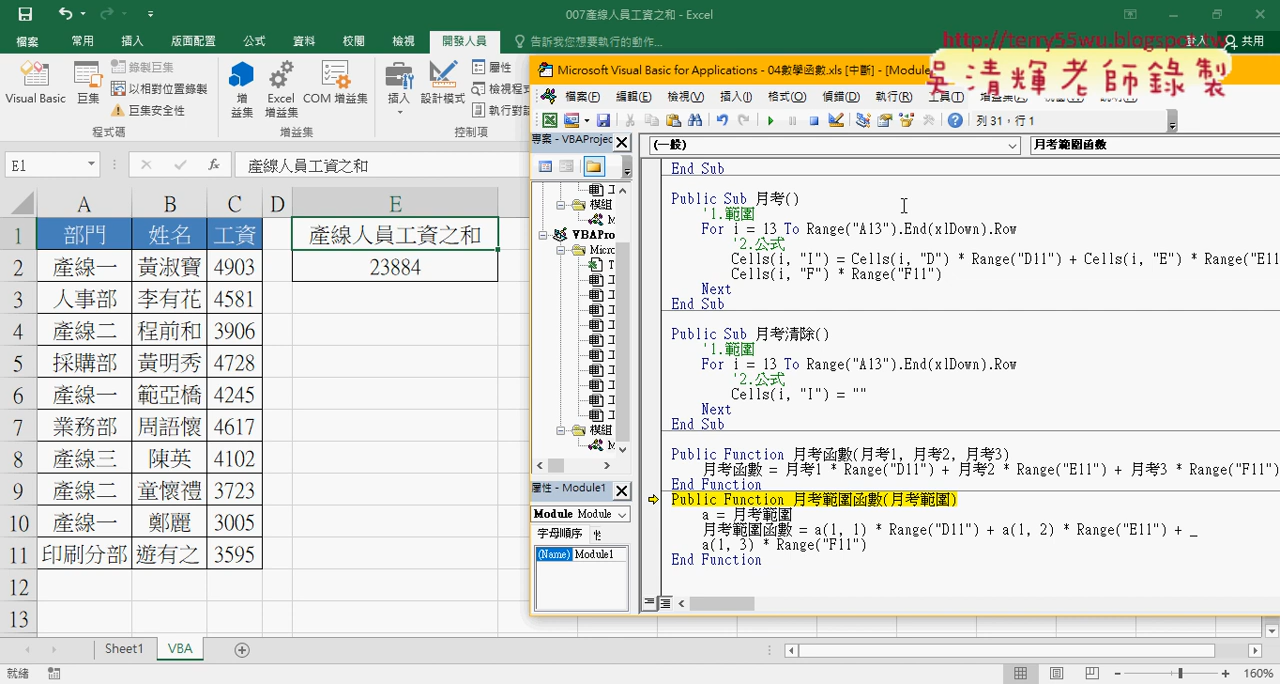 007產線人員工資之和 - Excel
http://terry55wu.blogspot.tw
吳清輝老師錄製
檔案 常用 插入 版面配置 公式 資料 校閱 檢視 開發人員 告訴我您想要執行的動作... 登入 共用
Visual Basic 巨集 錄製巨集 以相對位置錄製 巨集安全性 增益集 Excel 增益集 COM 增益集 插入 設計模式 屬性 檢視程式 執行對話
程式碼 增益集 控制項
E1 fx 產線人員工資之和
A B C D E
1 部門 姓名 工資 產線人員工資之和
2 產線一 黃淑寶 4903 23884
3 人事部 李有花 4581
4 產線二 程前和 3906
5 採購部 黃明秀 4728
6 產線一 範亞橋 4245
7 業務部 周語懷 4617
8 產線三 陳英 4102
9 產線二 童懷禮 3723
10 產線一 鄭麗 3005
11 印刷分部 遊有之 3595
12
13
Sheet1 VBA
就緒 160%
Microsoft Visual Basic for Applications - 04數學函數.xls [中斷] - [Module
檔案(F) 編輯(E) 檢視(V) 插入(I) 格式(O) 偵錯(D) 執行(R) 工具(T)
列 31，行 1
專案 - VBAProjec
模組
VBAPro
Micro
模組
屬性 - Module1
Module Module
字母順序
(Name) Module1
(一般) 月考範圍函數
End Sub
Public Sub 月考()
'1.範圍
For i = 13 To Range("A13").End(xlDown).Row
'2.公式
Cells(i, "I") = Cells(i, "D") * Range("D11") + Cells(i, "E") * Range("E11
Cells(i, "F") * Range("F11")
Next
End Sub
Public Sub 月考清除()
'1.範圍
For i = 13 To Range("A13").End(xlDown).Row
'2.公式
Cells(i, "I") = ""
Next
End Sub
Public Function 月考函數(月考1, 月考2, 月考3)
月考函數 = 月考1 * Range("D11") + 月考2 * Range("E11") + 月考3 * Range("F11")
End Function
Public Function 月考範圍函數(月考範圍)
a = 月考範圍
月考範圍函數 = a(1, 1) * Range("D11") + a(1, 2) * Range("E11") + _
a(1, 3) * Range("F11")
End Function